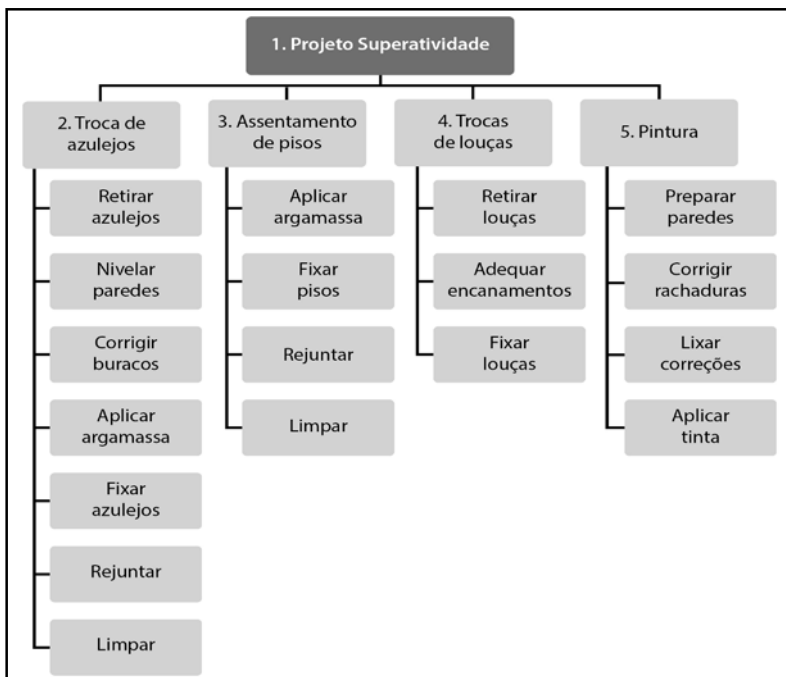 1. Projeto Superatividade
2. Troca de
azulejos
Retirar
azulejos
Nivelar
paredes
Corrigir
buracos
Aplicar
argamassa
Fixar
azulejos
Rejuntar
Limpar
3. Assentamento
de pisos
Aplicar
argamassa
Fixar
pisos
Rejuntar
Limpar
4. Trocas
de louças
Retirar
louças
Adequar
encanamentos
Fixar
louças
5. Pintura
Preparar
paredes
Corrigir
rachaduras
Lixar
correções
Aplicar
tinta